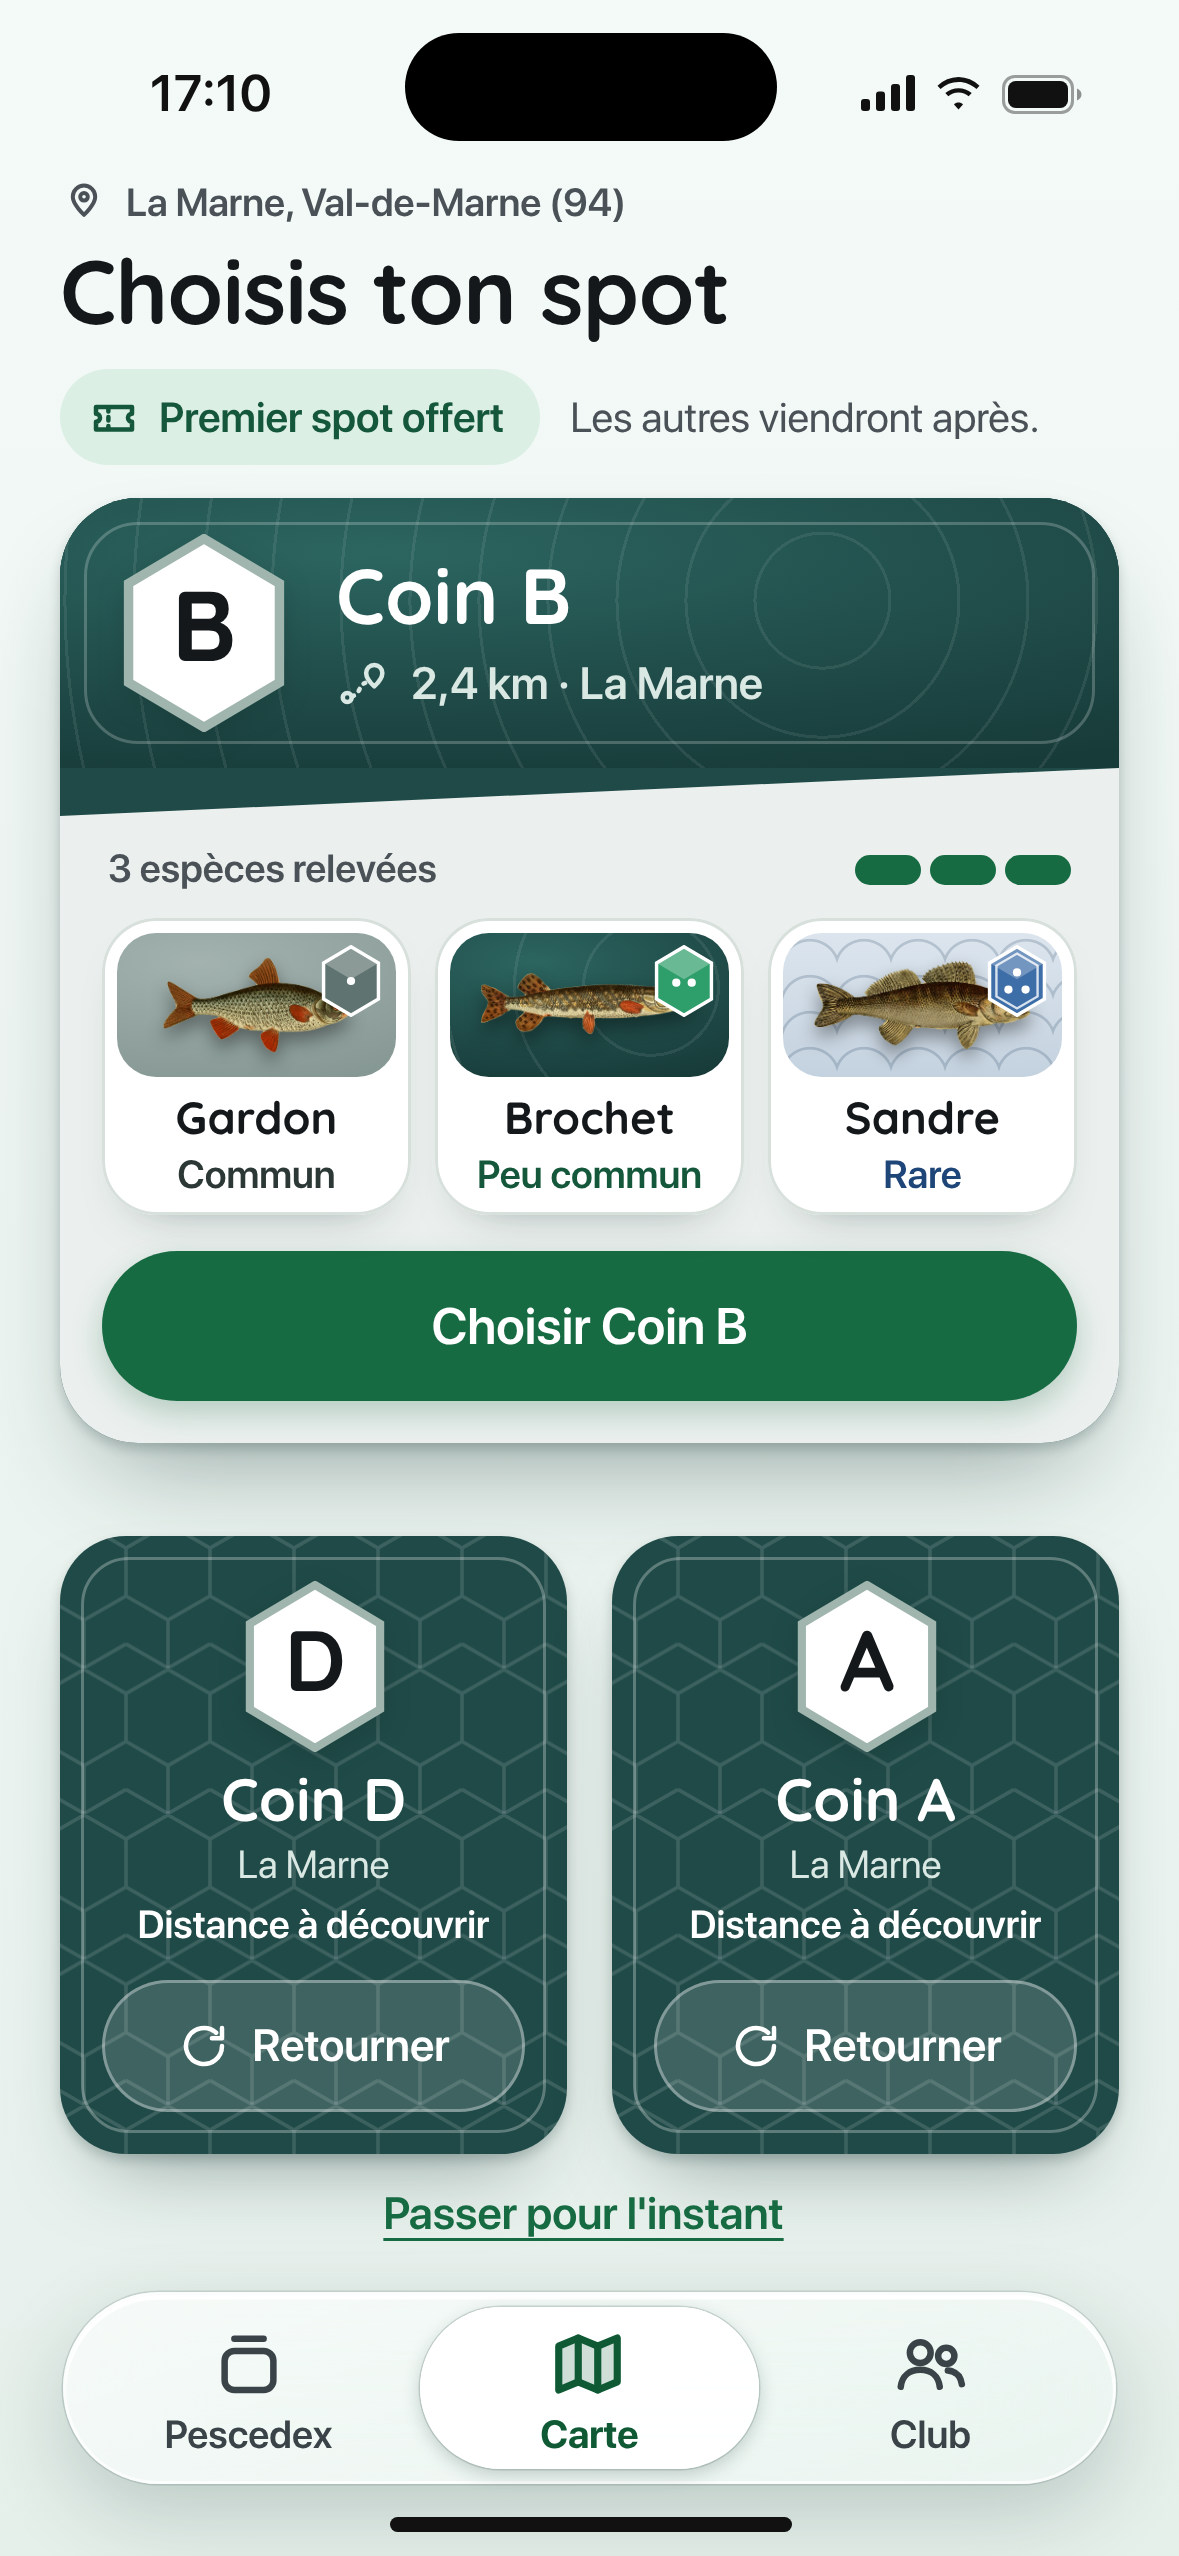 17:10
La Marne, Val-de-Marne (94)
Choisis ton spot
Premier spot offert
Les autres viendront après.
B
Coin B
2,4 km · La Marne
3 espèces relevées
Gardon
Commun
Brochet
Peu commun
Sandre
Rare
Choisir Coin B
D
Coin D
La Marne
Distance à découvrir
Retourner
A
Coin A
La Marne
Distance à découvrir
Retourner
Passer pour l'instant
Pescedex
Carte
Club